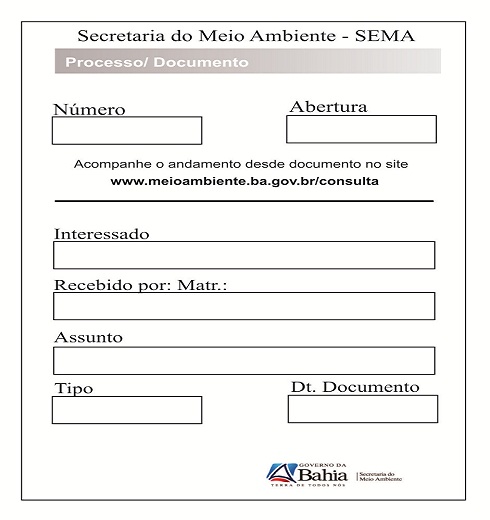 Secretaria do Meio Ambiente - SEMA
Processo/ Documento
Número
Abertura
Acompanhe o andamento desde documento no site
www.meioambiente.ba.gov.br/consulta
Interessado
Recebido por: Matr.:
Assunto
Tipo
Dt. Documento
GOVERNO DA
Bahia
TERRA DE TODOS NÓS
Secretaria do
Meio Ambiente